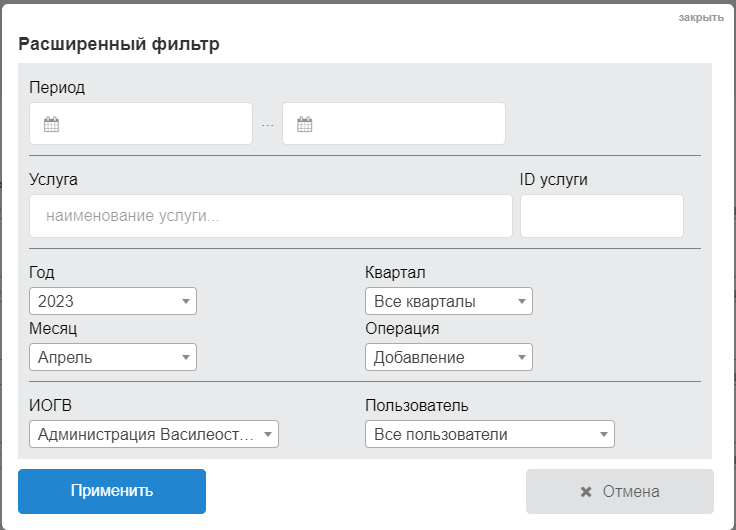 закрыть
Расширенный фильтр
Период
...
Услуга ID услуги
наименование услуги...
Год Квартал
2023 Все кварталы
Месяц Операция
Апрель Добавление
ИОГВ Пользователь
Администрация Василеост... Все пользователи
Применить Отмена